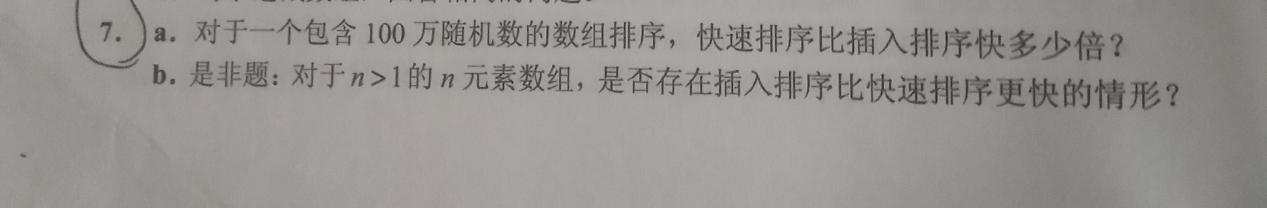 7. a. 对于一个包含 100 万随机数的数组排序，快速排序比插入排序快多少倍？
b. 是非题：对于 n>1 的 n 元素数组，是否存在插入排序比快速排序更快的情形？